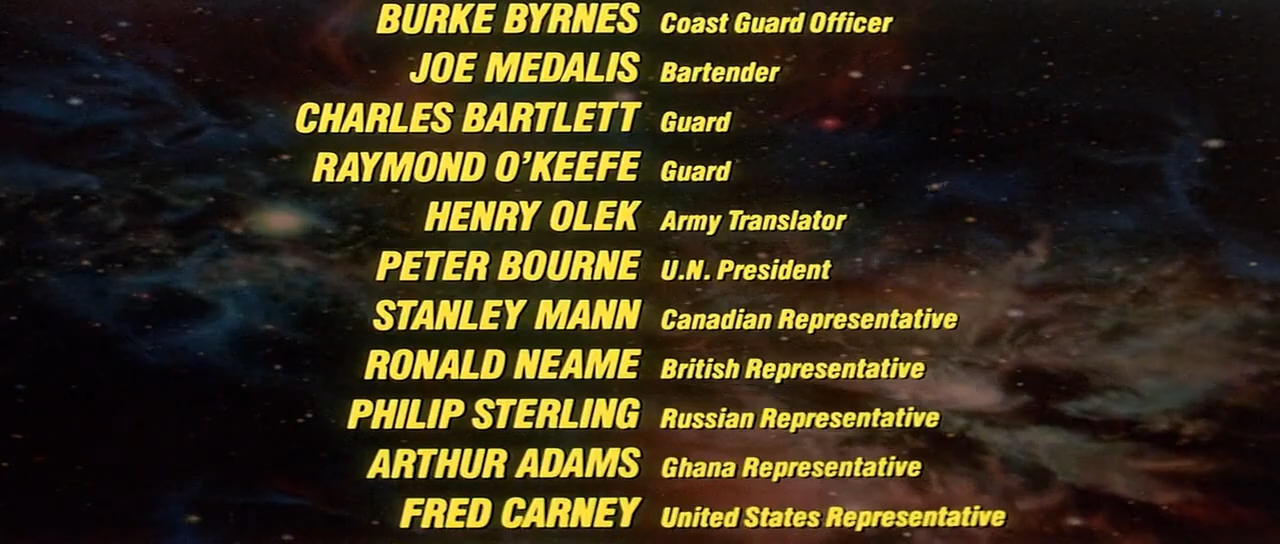 BURKE BYRNES Coast Guard Officer
JOE MEDALIS Bartender
CHARLES BARTLETT Guard
RAYMOND O'KEEFE Guard
HENRY OLEK Army Translator
PETER BOURNE U.N. President
STANLEY MANN Canadian Representative
RONALD NEAME British Representative
PHILIP STERLING Russian Representative
ARTHUR ADAMS Ghana Representative
FRED CARNEY United States Representative